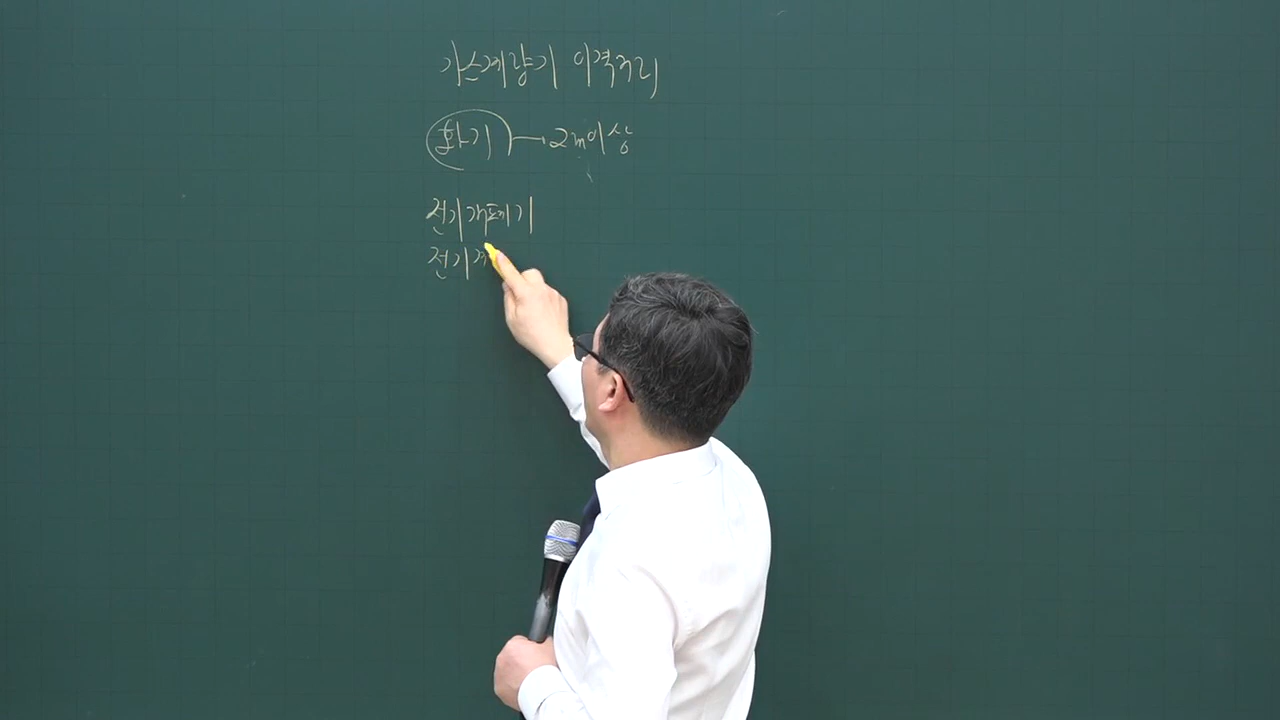 가스계량기 이격거리
화기 → 2m이상
전기개폐기
전기